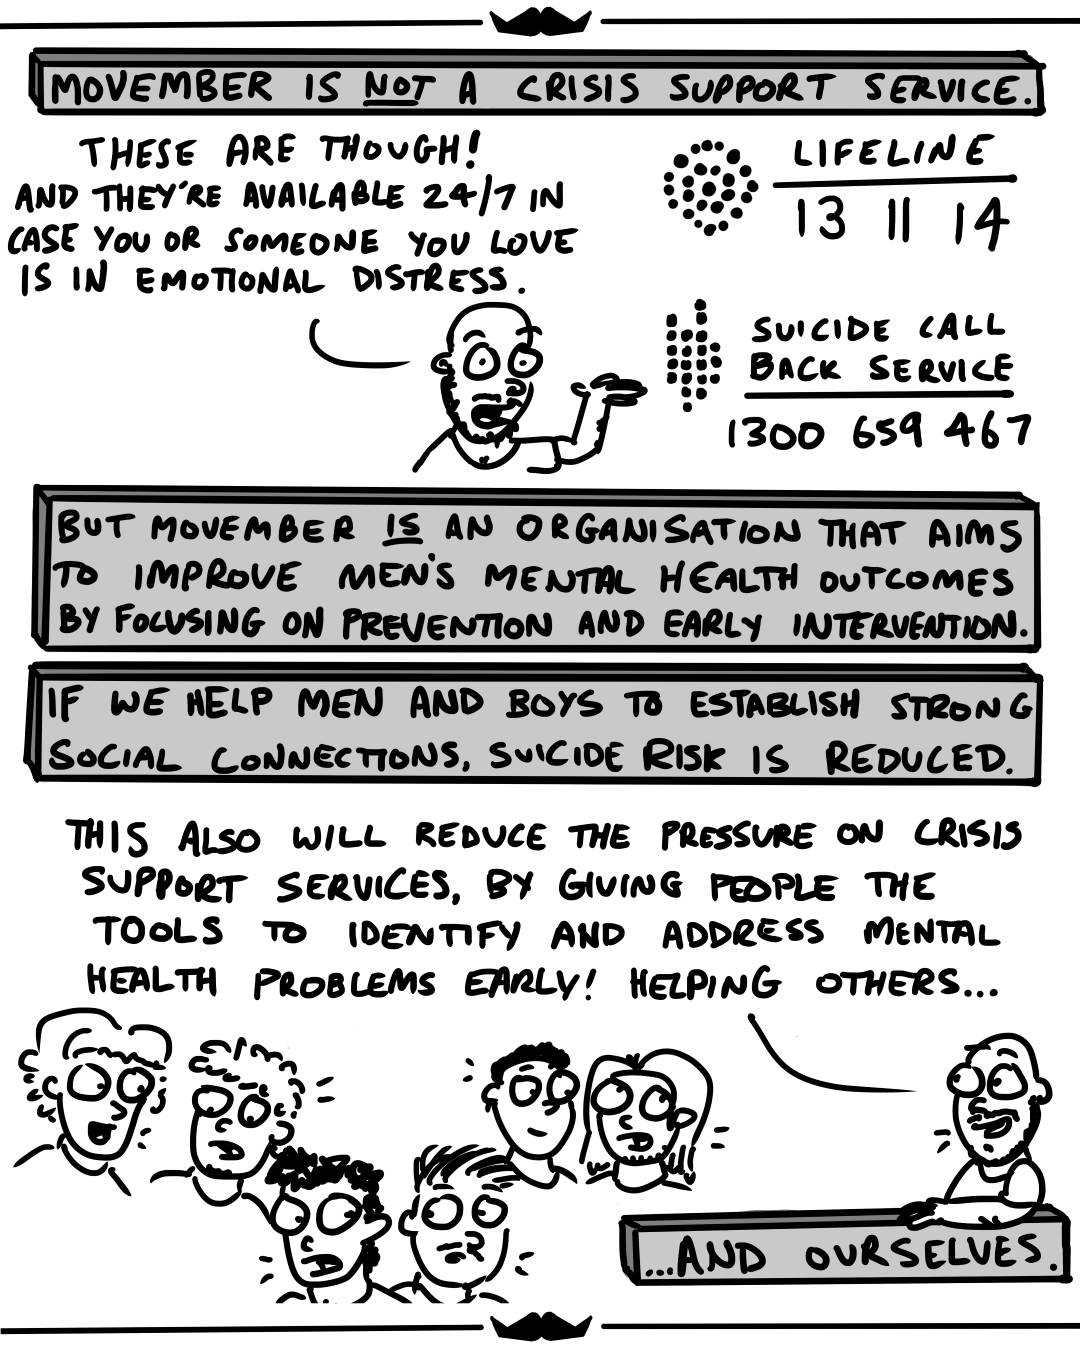 MOVEMBER IS NOT A CRISIS SUPPORT SERVICE.
THESE ARE THOUGH!
AND THEY'RE AVAILABLE 24/7 IN
CASE YOU OR SOMEONE YOU LOVE
IS IN EMOTIONAL DISTRESS.
LIFELINE
13 11 14
SUICIDE CALL
BACK SERVICE
1300 659 467
BUT MOVEMBER IS AN ORGANISATION THAT AIMS
TO IMPROVE MEN'S MENTAL HEALTH OUTCOMES
BY FOCUSING ON PREVENTION AND EARLY INTERVENTION.
IF WE HELP MEN AND BOYS TO ESTABLISH STRONG
SOCIAL CONNECTIONS, SUICIDE RISK IS REDUCED.
THIS ALSO WILL REDUCE THE PRESSURE ON CRISIS
SUPPORT SERVICES, BY GIVING PEOPLE THE
TOOLS TO IDENTIFY AND ADDRESS MENTAL
HEALTH PROBLEMS EARLY! HELPING OTHERS...
...AND OURSELVES.